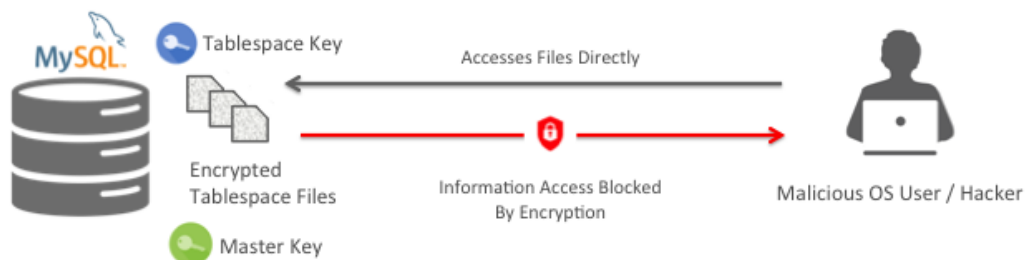 MySQL™
Tablespace Key
Accesses Files Directly
Encrypted
Tablespace Files
Information Access Blocked
By Encryption
Malicious OS User / Hacker
Master Key